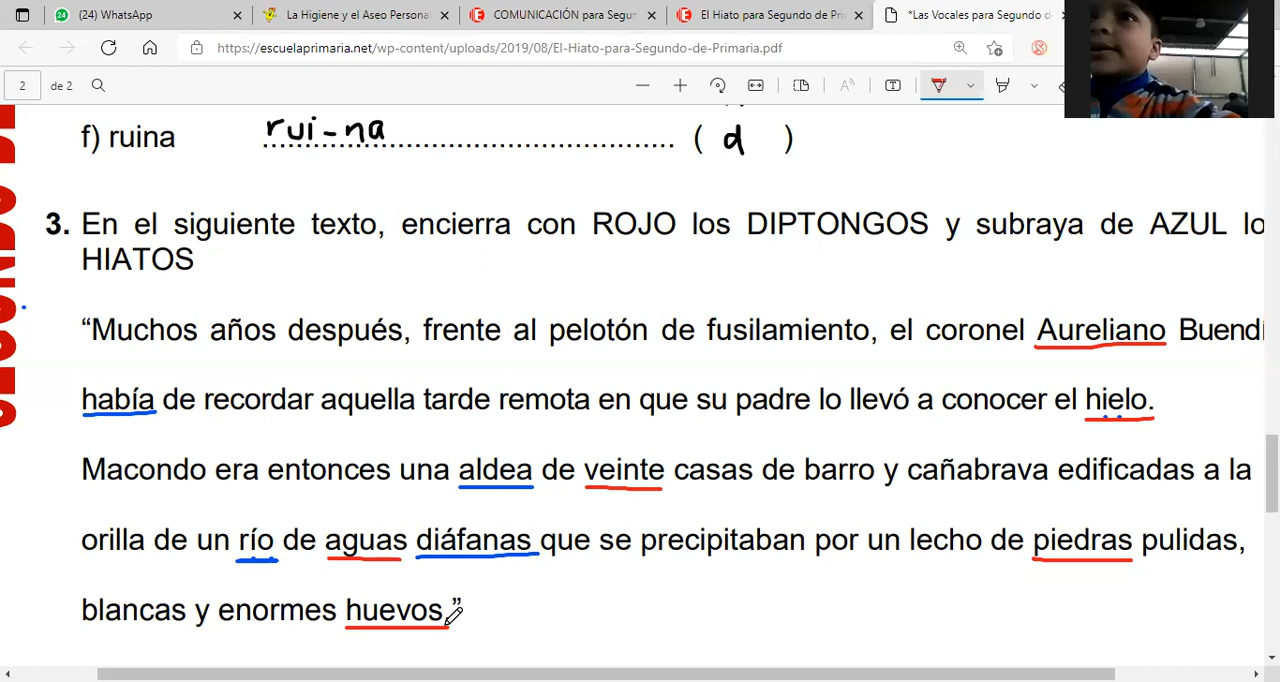 (24) WhatsApp
La Higiene y el Aseo Personal
COMUNICACIÓN para Segun
El Hiato para Segundo de Pri
*Las Vocales para Segundo d
https://escuelaprimaria.net/wp-content/uploads/2019/08/El-Hiato-para-Segundo-de-Primaria.pdf
2 de 2
f) ruina rui-na ( d )
3. En el siguiente texto, encierra con ROJO los DIPTONGOS y subraya de AZUL lo
HIATOS
“Muchos años después, frente al pelotón de fusilamiento, el coronel Aureliano Buendí
había de recordar aquella tarde remota en que su padre lo llevó a conocer el hielo.
Macondo era entonces una aldea de veinte casas de barro y cañabrava edificadas a la
orilla de un río de aguas diáfanas que se precipitaban por un lecho de piedras pulidas,
blancas y enormes huevos.”